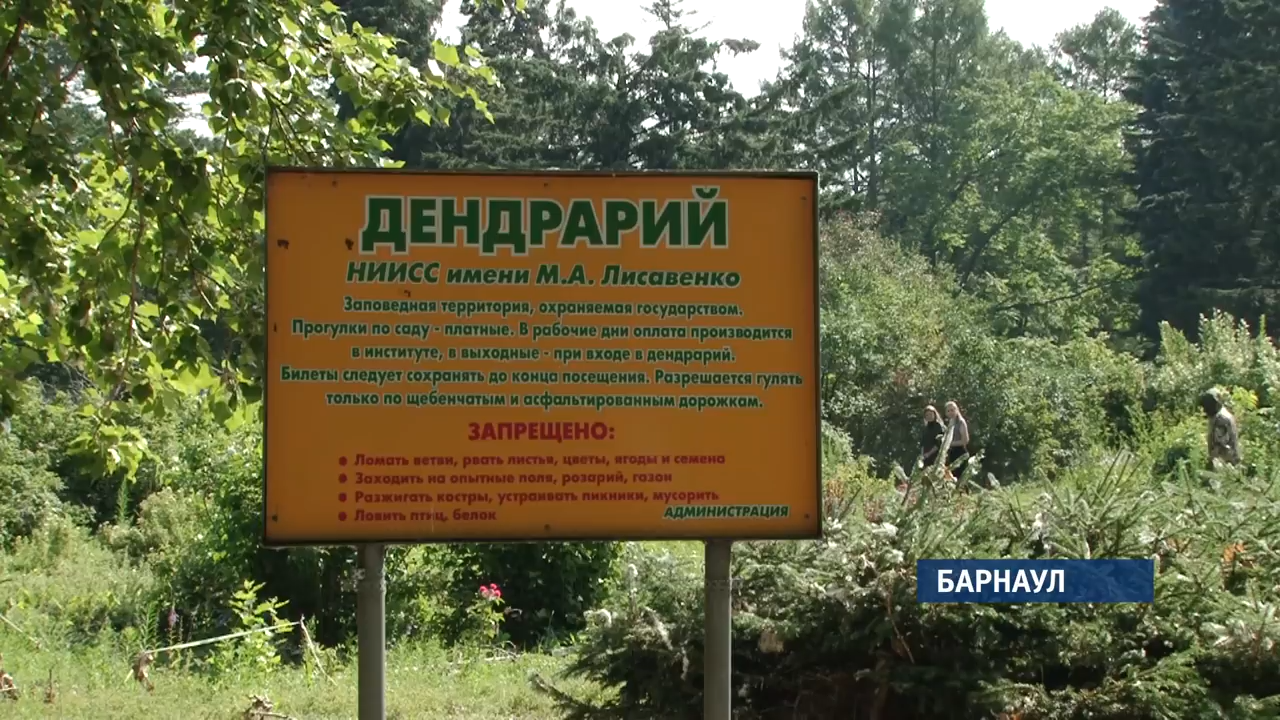 ДЕНДРАРИЙ
НИИСС имени М.А. Лисавенко
Заповедная территория, охраняемая государством.
Прогулки по саду - платные. В рабочие дни оплата производится
в институте, в выходные - при входе в дендрарий.
Билеты следует сохранять до конца посещения. Разрешается гулять
только по щебенчатым и асфальтированным дорожкам.
ЗАПРЕЩЕНО:
● Ломать ветви, рвать листья, цветы, ягоды и семена
● Заходить на опытные поля, розарий, газон
● Разжигать костры, устраивать пикники, мусорить
● Ловить птиц, белок
АДМИНИСТРАЦИЯ
БАРНАУЛ